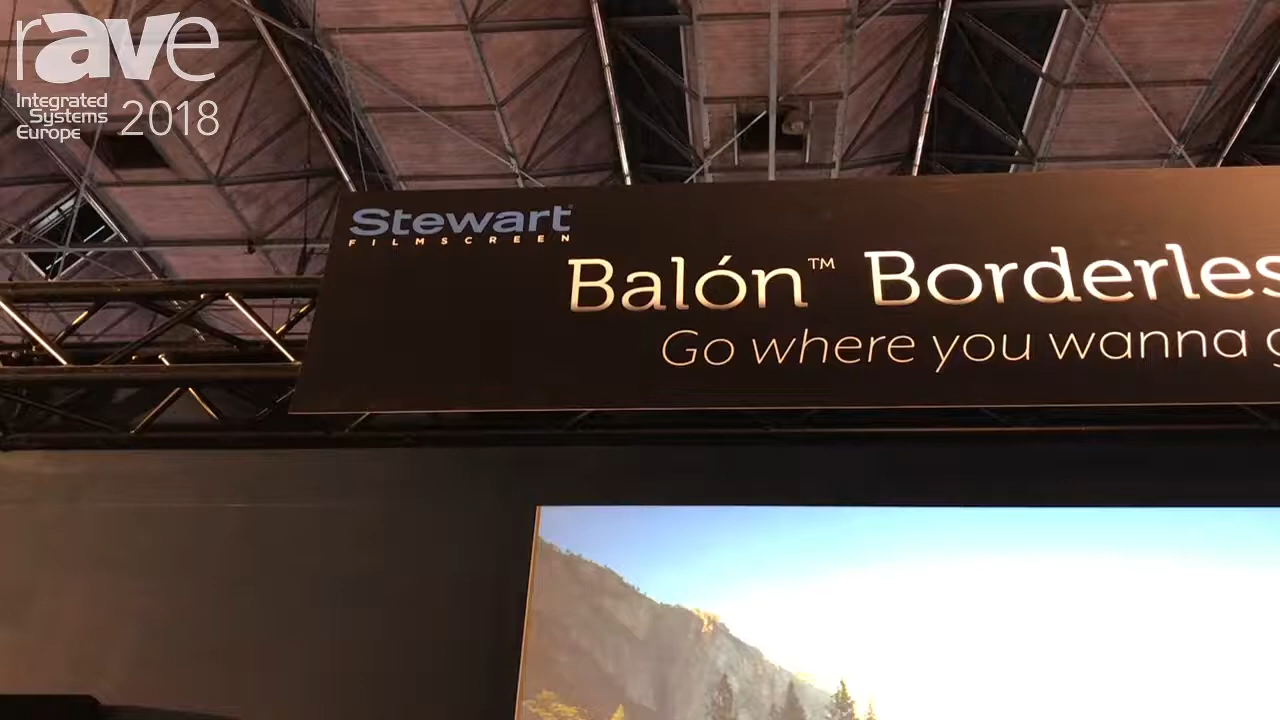 rAVe
Integrated
Systems
Europe 2018
Stewart
FILMSCREEN
Balón™ Borderles
Go where you wanna g